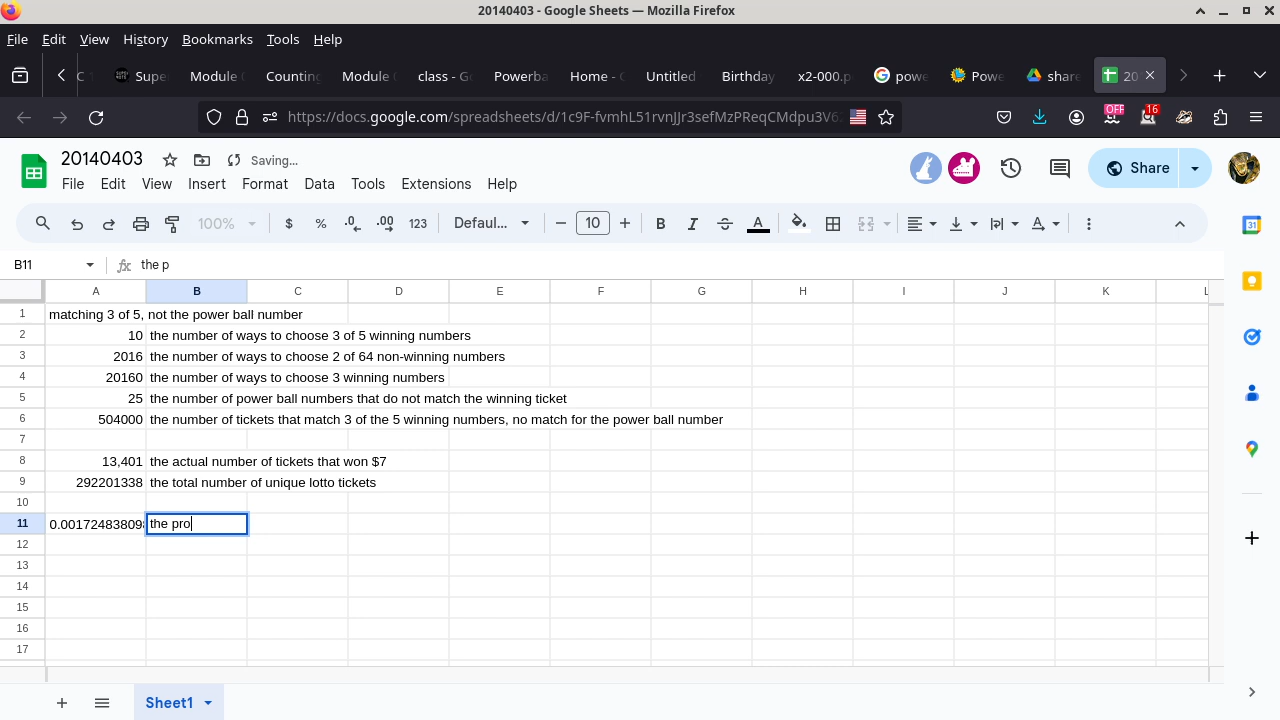 20140403 - Google Sheets — Mozilla Firefox
File Edit View History Bookmarks Tools Help
Supe Module Counting Module class - G Powerba Home - Untitled Birthday x2-000.p powe Powe share 20
https://docs.google.com/spreadsheets/d/1c9F-fvmhL51rvnJJr3sefMzPReqCMdpu3V6
OFF 16
20140403 Saving...
File Edit View Insert Format Data Tools Extensions Help
Share
100% $ % .0 .00 123 Defaul... 10 B I S A
B11 fx the p
A B C D E F G H I J K L
1 matching 3 of 5, not the power ball number
2 10 the number of ways to choose 3 of 5 winning numbers
3 2016 the number of ways to choose 2 of 64 non-winning numbers
4 20160 the number of ways to choose 3 winning numbers
5 25 the number of power ball numbers that do not match the winning ticket
6 504000 the number of tickets that match 3 of the 5 winning numbers, no match for the power ball number
7
8 13,401 the actual number of tickets that won $7
9 292201338 the total number of unique lotto tickets
10
11 0.001724838098 the pro
12
13
14
15
16
17
Sheet1